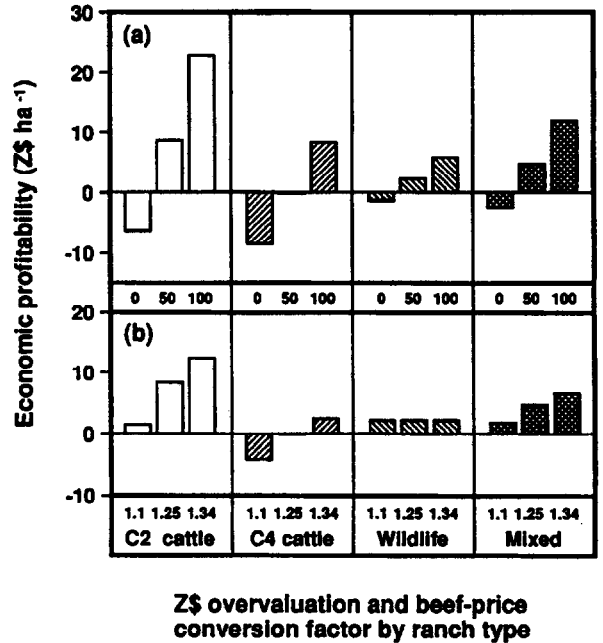 Economic profitability (Z$ ha⁻¹)
30
(a)
20
10
0
-10
0 50 100 0 50 100 0 50 100 0 50 100
20
(b)
10
0
-10
1.1 1.25 1.34 1.1 1.25 1.34 1.1 1.25 1.34 1.1 1.25 1.34
C2 cattle C4 cattle Wildlife Mixed
Z$ overvaluation and beef-price
conversion factor by ranch type